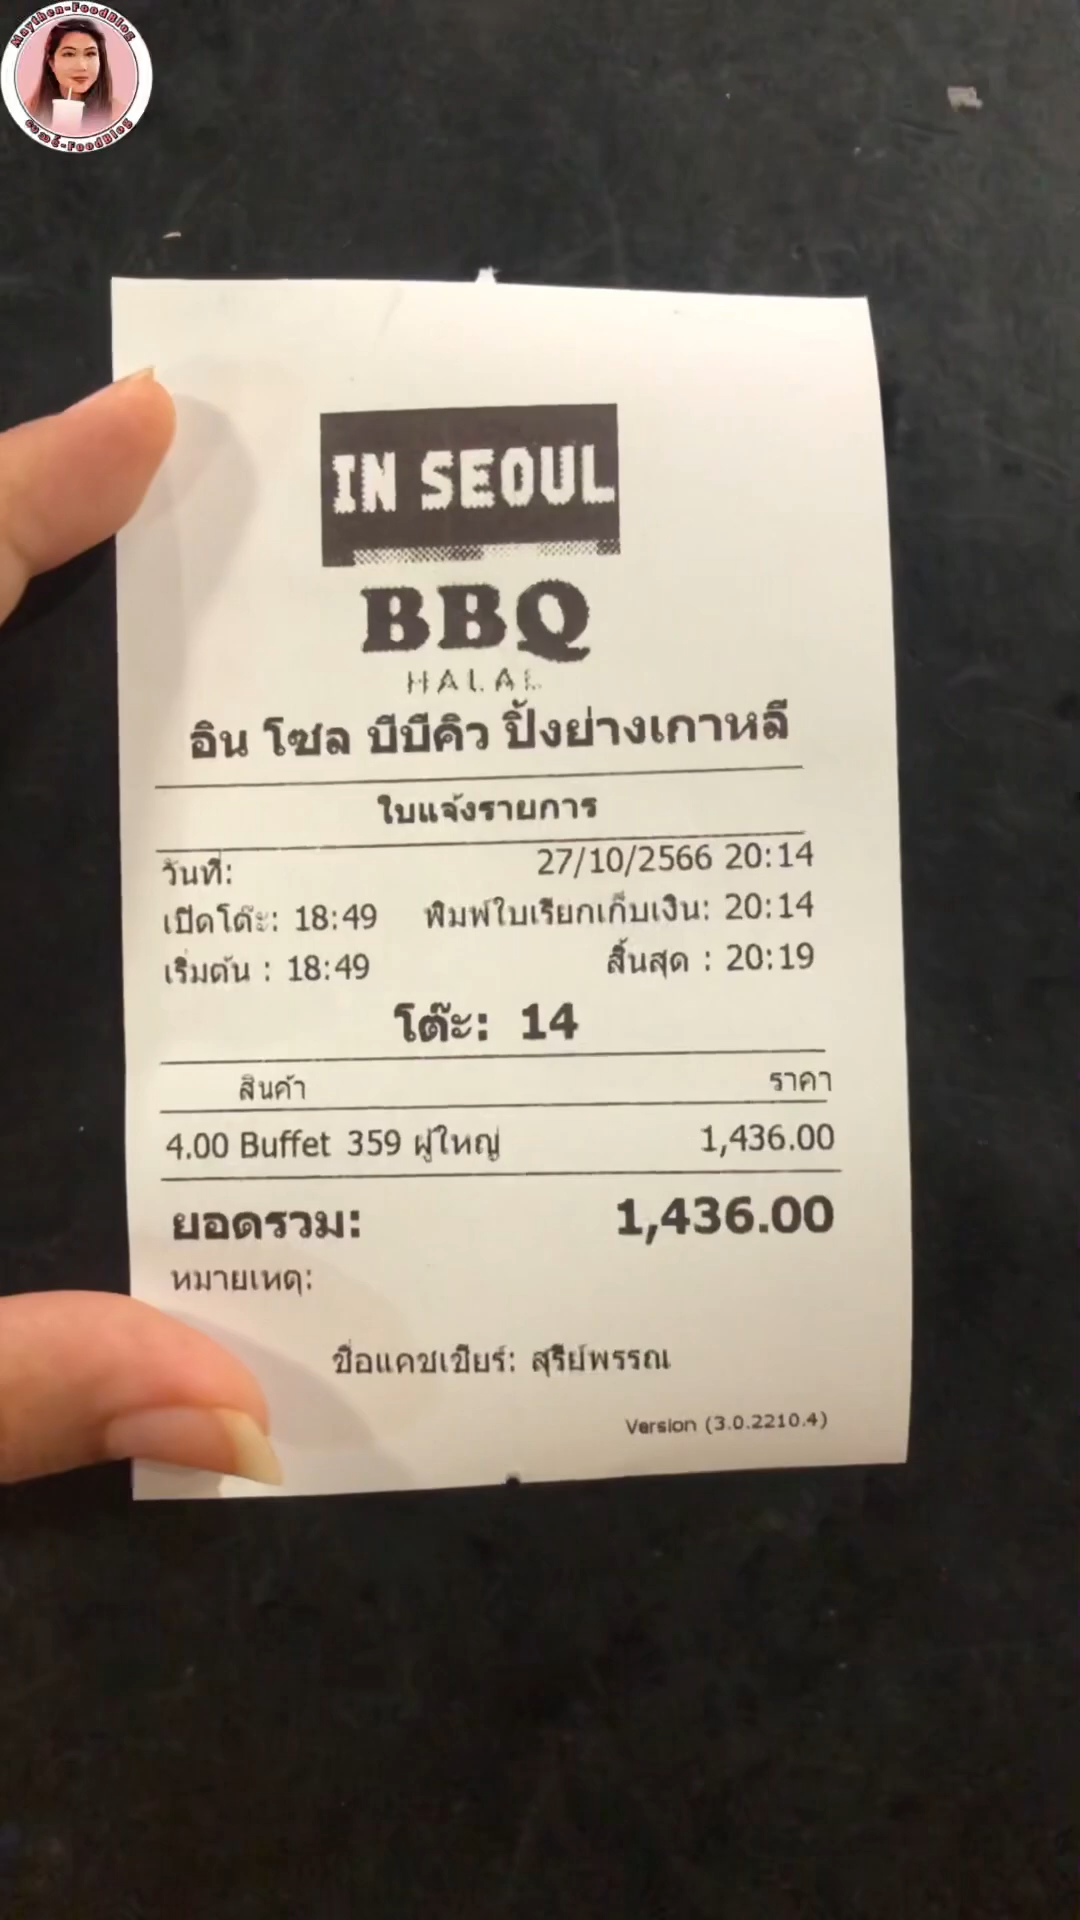 Maythen-FoodBlog
IN SEOUL
BBQ
HALAL
อิน โซล บีบีคิว ปิ้งย่างเกาหลี
ใบแจ้งรายการ
วันที่: 27/10/2566 20:14
เปิดโต๊ะ: 18:49 พิมพ์ใบเรียกเก็บเงิน: 20:14
เริ่มต้น : 18:49 สิ้นสุด : 20:19
โต๊ะ: 14
สินค้า ราคา
4.00 Buffet 359 ผู้ใหญ่ 1,436.00
ยอดรวม: 1,436.00
หมายเหตุ:
ชื่อแคชเชียร์: สุรีย์พรรณ
Version (3.0.2210.4)